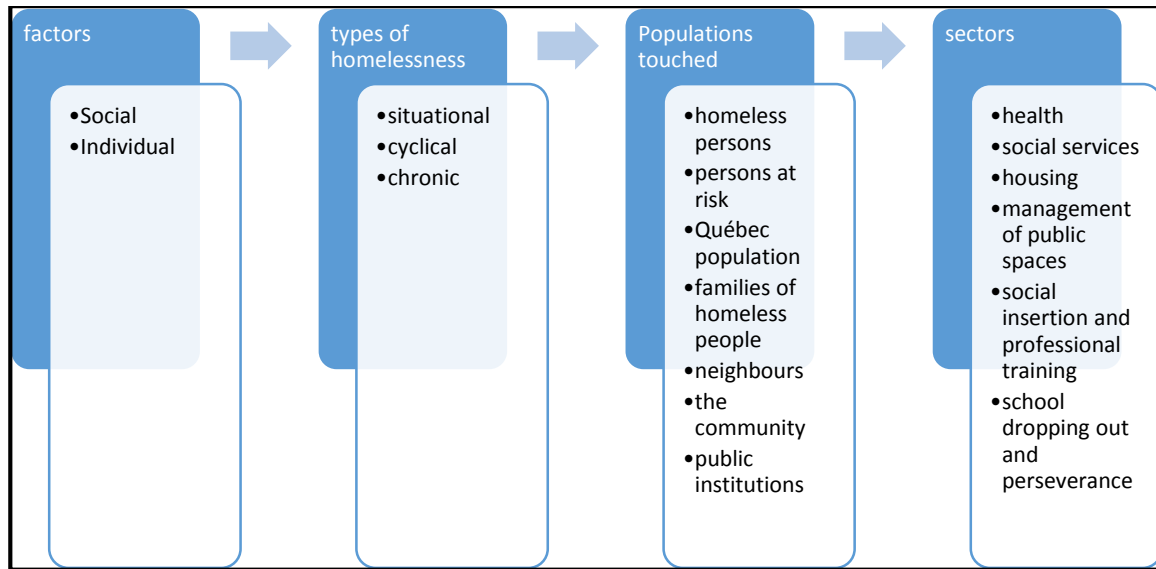 factors
•Social
•Individual
types of
homelessness
•situational
•cyclical
•chronic
Populations
touched
•homeless
persons
•persons at
risk
•Québec
population
•families of
homeless
people
•neighbours
•the
community
•public
institutions
sectors
•health
•social services
•housing
•management
of public
spaces
•social
insertion and
professional
training
•school
dropping out
and
perseverance